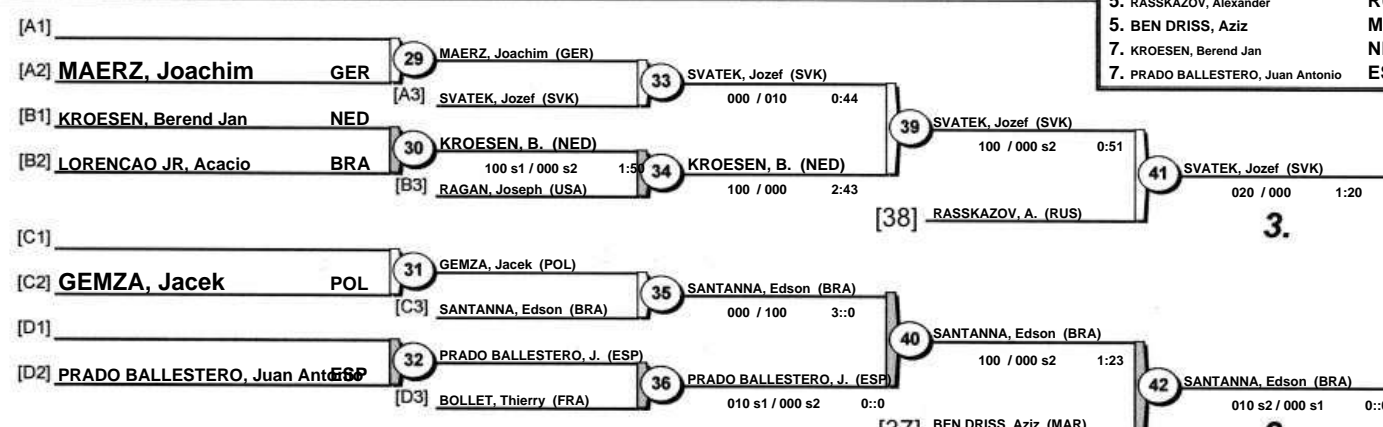 5. RASSKAZOV, Alexander
5. BEN DRISS, Aziz
7. KROESEN, Berend Jan
7. PRADO BALLESTERO, Juan Antonio
[A1]
[A2] MAERZ, Joachim GER
29
MAERZ, Joachim (GER)
[A3] SVATEK, Jozef (SVK)
33
SVATEK, Jozef (SVK)
000 / 010 0:44
[B1] KROESEN, Berend Jan NED
[B2] LORENCAO JR, Acacio BRA
30
KROESEN, B. (NED)
100 s1 / 000 s2 1:50
[B3] RAGAN, Joseph (USA)
34
KROESEN, B. (NED)
100 / 000 2:43
39
SVATEK, Jozef (SVK)
100 / 000 s2 0:51
[38] RASSKAZOV, A. (RUS)
41
SVATEK, Jozef (SVK)
020 / 000 1:20
3.
[C1]
[C2] GEMZA, Jacek POL
31
GEMZA, Jacek (POL)
[C3] SANTANNA, Edson (BRA)
35
SANTANNA, Edson (BRA)
000 / 100 3::0
[D1]
[D2] PRADO BALLESTERO, Juan Antonio ESP
32
PRADO BALLESTERO, J. (ESP)
[D3] BOLLET, Thierry (FRA)
36
PRADO BALLESTERO, J. (ESP)
010 s1 / 000 s2 0::0
40
SANTANNA, Edson (BRA)
100 / 000 s2 1:23
[37] BEN DRISS, Aziz (MAR)
42
SANTANNA, Edson (BRA)
010 s2 / 000 s1